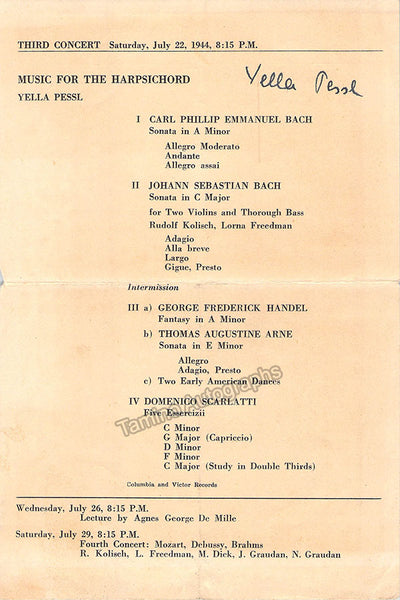 THIRD CONCERT Saturday, July 22, 1944, 8:15 P.M.
MUSIC FOR THE HARPSICHORD
Yella Pessl
YELLA PESSL
I CARL PHILLIP EMMANUEL BACH
Sonata in A Minor
Allegro Moderato
Andante
Allegro assai
II JOHANN SEBASTIAN BACH
Sonata in C Major
for Two Violins and Thorough Bass
Rudolf Kolisch, Lorna Freedman
Adagio
Alla breve
Largo
Gigue, Presto
Intermission
III a) GEORGE FREDERICK HANDEL
Fantasy in A Minor
b) THOMAS AUGUSTINE ARNE
Sonata in E Minor
Allegro
Adagio, Presto
c) Two Early American Dances
IV DOMENICO SCARLATTI
Five Essercizii
Tamino Autographs
C Minor
G Major (Capriccio)
D Minor
F Minor
C Major (Study in Double Thirds)
Columbia and Victor Records
Wednesday, July 26, 8:15 P.M.
Lecture by Agnes George De Mille
Saturday, July 29, 8:15 P.M.
Fourth Concert: Mozart, Debussy, Brahms
R. Kolisch, L. Freedman, M. Dick, J. Graudan, N. Graudan